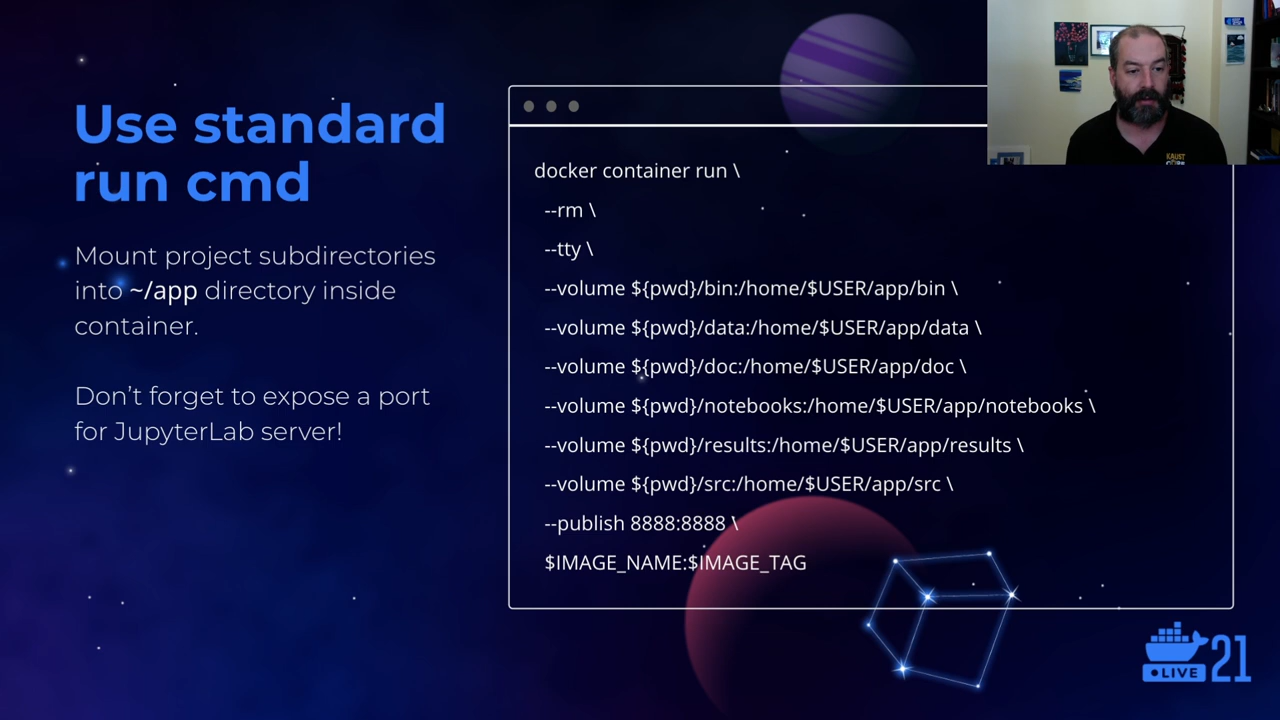 Use standard
run cmd
Mount project subdirectories
into ~/app directory inside
container.
Don't forget to expose a port
for JupyterLab server!
docker container run \
--rm \
--tty \
--volume ${pwd}/bin:/home/$USER/app/bin \
--volume ${pwd}/data:/home/$USER/app/data \
--volume ${pwd}/doc:/home/$USER/app/doc \
--volume ${pwd}/notebooks:/home/$USER/app/notebooks \
--volume ${pwd}/results:/home/$USER/app/results \
--volume ${pwd}/src:/home/$USER/app/src \
--publish 8888:8888 \
$IMAGE_NAME:$IMAGE_TAG
KAUST
LIVE 21